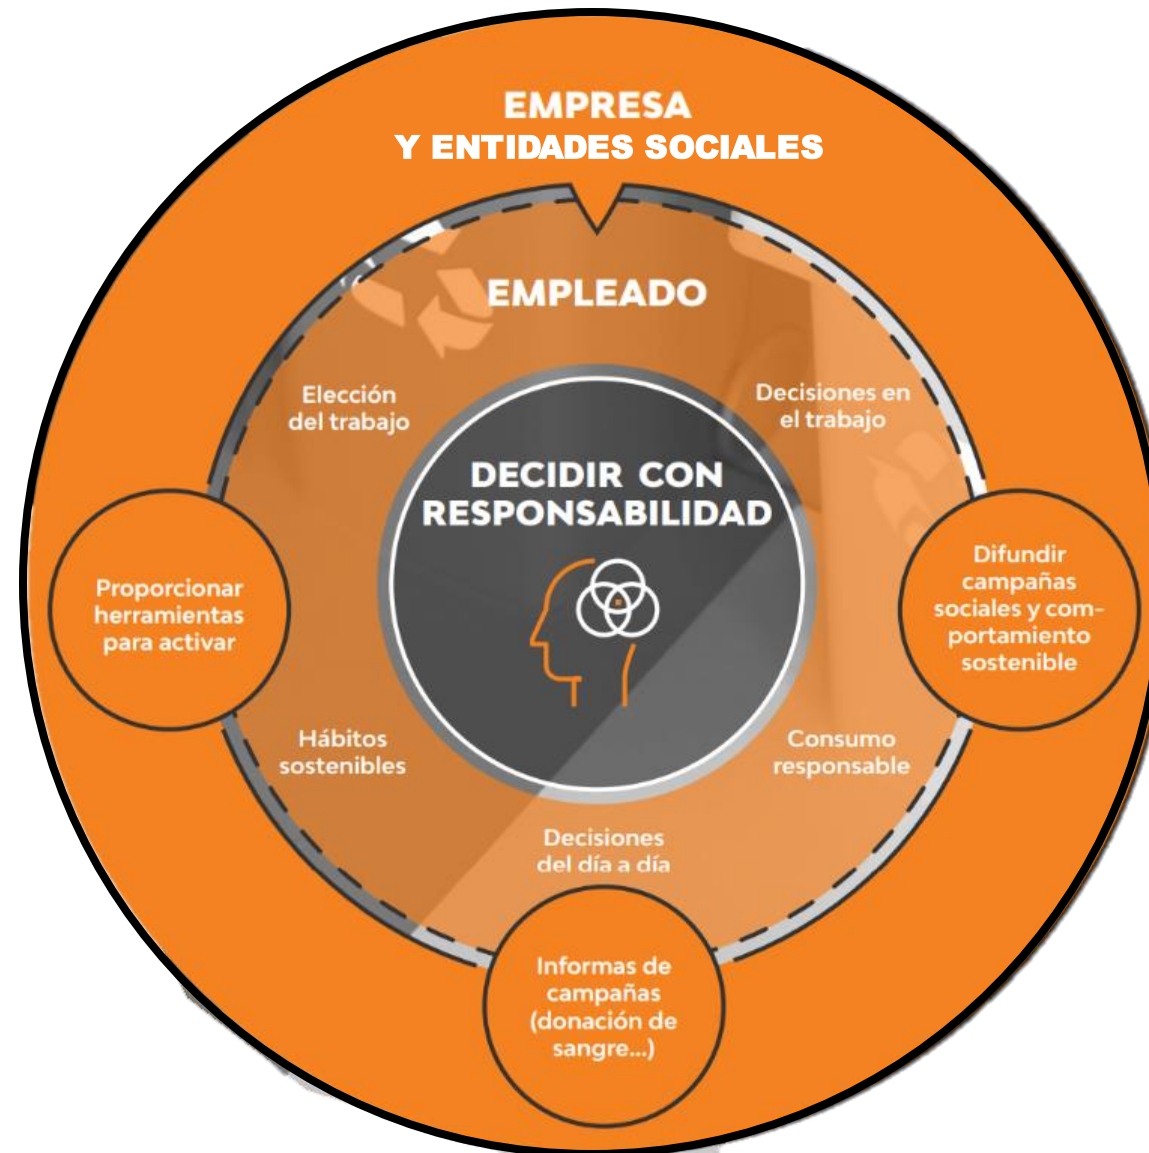 EMPRESA
Y ENTIDADES SOCIALES
EMPLEADO
Elección
del trabajo
Decisiones en
el trabajo
DECIDIR CON
RESPONSABILIDAD
Proporcionar
herramientas
para activar
Difundir
campañas
sociales y com-
portamiento
sostenible
Hábitos
sostenibles
Consumo
responsable
Decisiones
del día a día
Informas de
campañas
(donación de
sangre...)